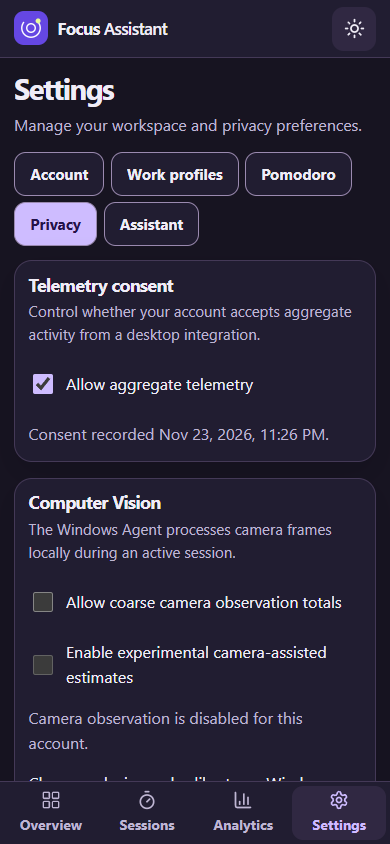 Focus Assistant
Settings
Manage your workspace and privacy preferences.
Account
Work profiles
Pomodoro
Privacy
Assistant
Telemetry consent
Control whether your account accepts aggregate
activity from a desktop integration.
Allow aggregate telemetry
Consent recorded Nov 23, 2026, 11:26 PM.
Computer Vision
The Windows Agent processes camera frames
locally during an active session.
Allow coarse camera observation totals
Enable experimental camera-assisted
estimates
Camera observation is disabled for this
account.
Overview
Sessions
Analytics
Settings